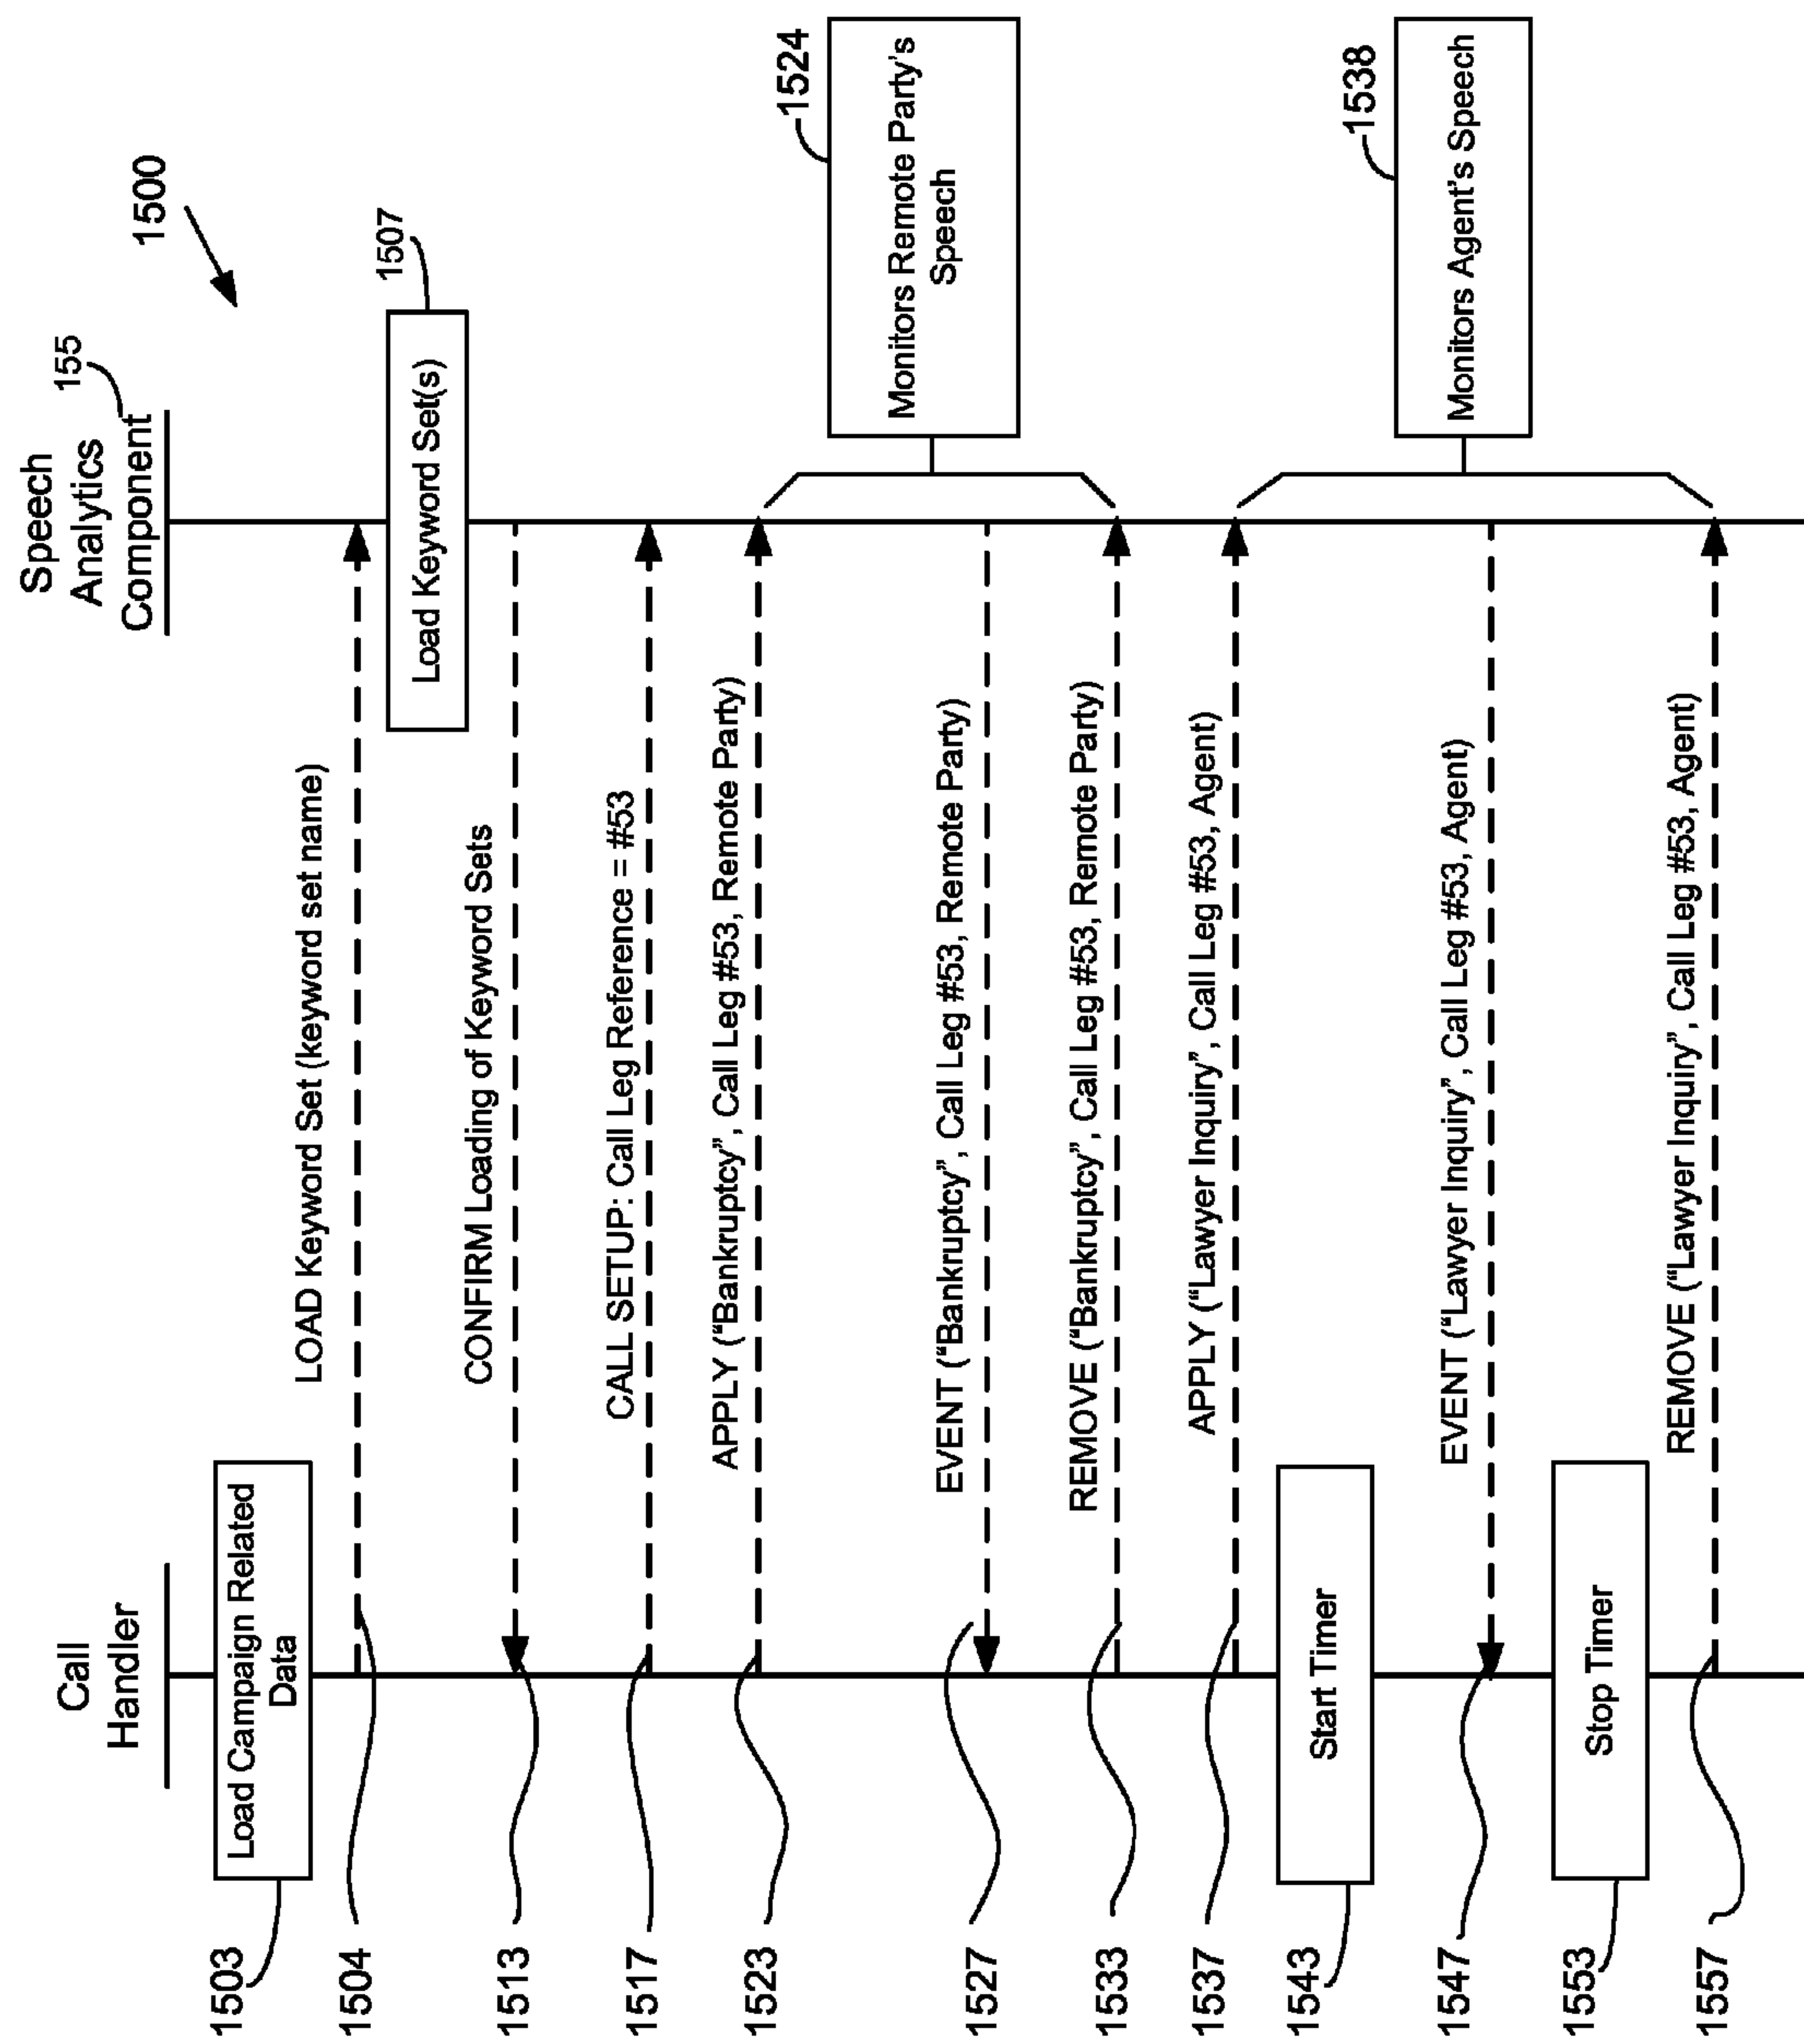 Call
Handler
Speech
Analytics
Component
155
1500
1503
Load Campaign Related
Data
1504
LOAD Keyword Set (keyword set name)
Load Keyword Set(s)
1507
1513
CONFIRM Loading of Keyword Sets
1517
CALL SETUP: Call Leg Reference = #53
1523
APPLY (“Bankruptcy”, Call Leg #53, Remote Party)
1524
Monitors Remote Party's
Speech
1527
EVENT (“Bankruptcy”, Call Leg #53, Remote Party)
1533
REMOVE (“Bankruptcy”, Call Leg #53, Remote Party)
1537
APPLY (“Lawyer Inquiry”, Call Leg #53, Agent)
1538
Monitors Agent's Speech
1543
Start Timer
1547
EVENT (“Lawyer Inquiry”, Call Leg #53, Agent)
1553
Stop Timer
1557
REMOVE (“Lawyer Inquiry”, Call Leg #53, Agent)